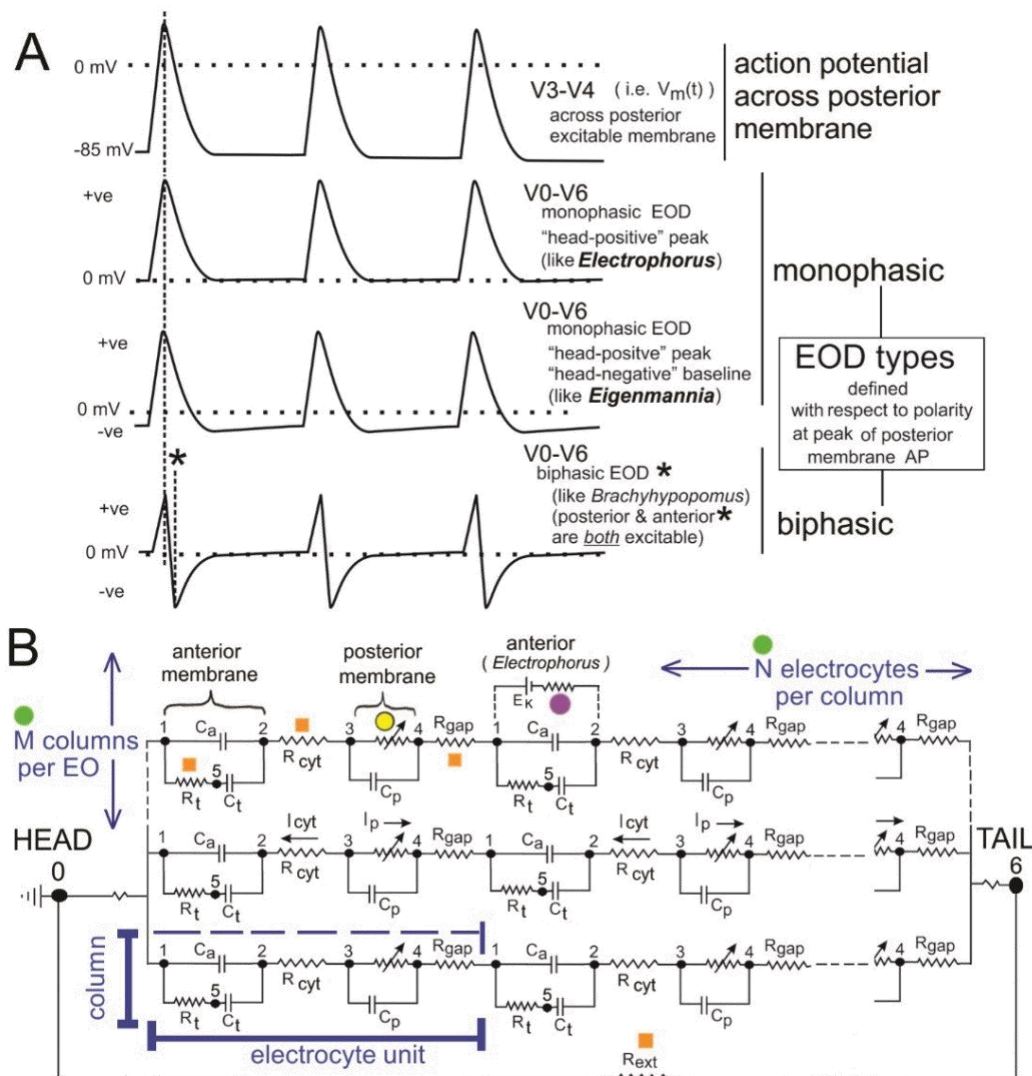 A
0 mV
-85 mV
V3-V4 ( i.e. Vm(t) )
across posterior
excitable membrane
action potential
across posterior
membrane
+ve
0 mV
V0-V6
monophasic EOD
“head-positive” peak
(like Electrophorus)
monophasic
+ve
0 mV
-ve
V0-V6
monophasic EOD
“head-positve” peak
“head-negative” baseline
(like Eigenmannia)
EOD types
defined
with respect to polarity
at peak of posterior
membrane AP
*
+ve
0 mV
-ve
V0-V6
biphasic EOD *
(like Brachyhypopomus)
(posterior & anterior *
are both excitable)
biphasic
B
M columns
per EO
anterior
membrane
posterior
membrane
anterior
( Electrophorus )
EK
N electrocytes
per column
1 Ca 2 Rcyt 3 4 Rgap 1 Ca 2 Rcyt 3 4 Rgap 4 Rgap
Rt 5 Ct Cp Rt 5 Ct Cp
HEAD
0
TAIL
6
1 Ca 2 Icyt Rcyt 3 Ip 4 Rgap 1 Ca 2 Icyt Rcyt 3 Ip 4 Rgap 4 Rgap
Rt 5 Ct Cp Rt 5 Ct Cp
column
1 Ca 2 Rcyt 3 4 Rgap 1 Ca 2 Rcyt 3 4 Rgap 4 Rgap
Rt 5 Ct Cp Rt 5 Ct Cp
electrocyte unit
Rext